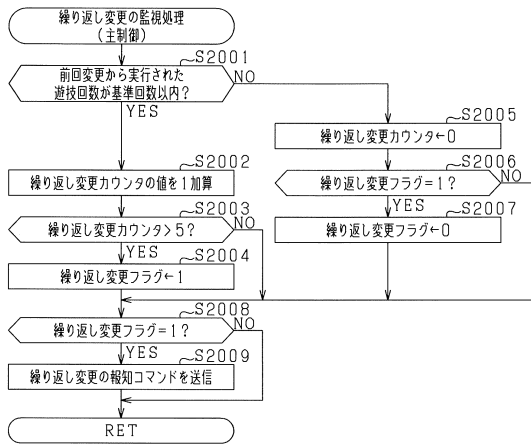 繰り返し変更の監視処理
(主制御)
S2001
前回変更から実行された
遊技回数が基準回数以内?
NO
YES
S2005
繰り返し変更カウンタ←0
S2002
繰り返し変更カウンタの値を1加算
S2006
繰り返し変更フラグ=1?
NO
YES
S2003
繰り返し変更カウンタ>5?
NO
YES
S2007
繰り返し変更フラグ←0
S2004
繰り返し変更フラグ←1
S2008
繰り返し変更フラグ=1?
NO
YES
S2009
繰り返し変更の報知コマンドを送信
RET